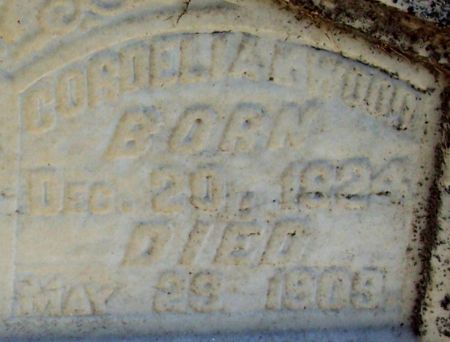 CORDELIA L WOOD
BORN
DEC. 20, 1824
DIED
MAY 29 1909